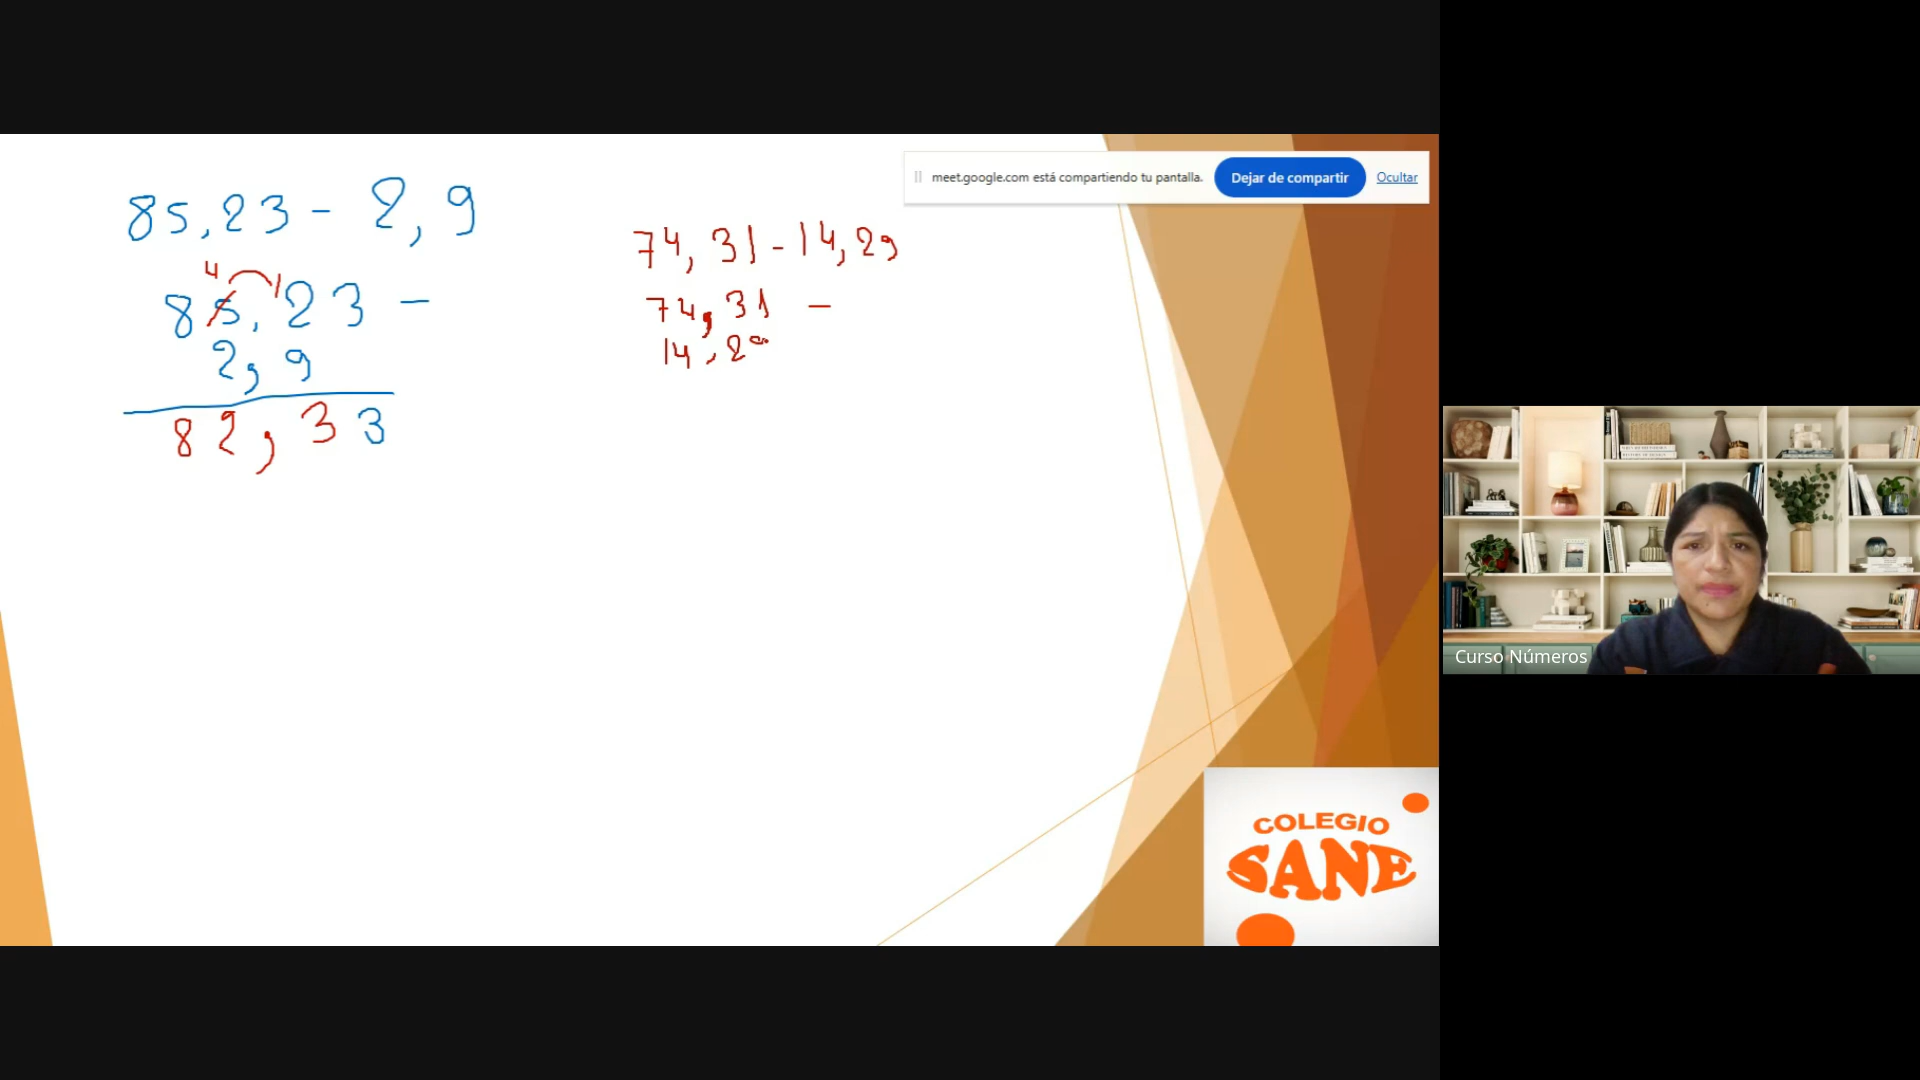 meet.google.com está compartiendo tu pantalla. Dejar de compartir Ocultar
85,23 - 2,9
4 1
85,23 -
2,9
82,33
74,31 - 14,29
74,31 -
14,29
COLEGIO
SANE
Curso Números